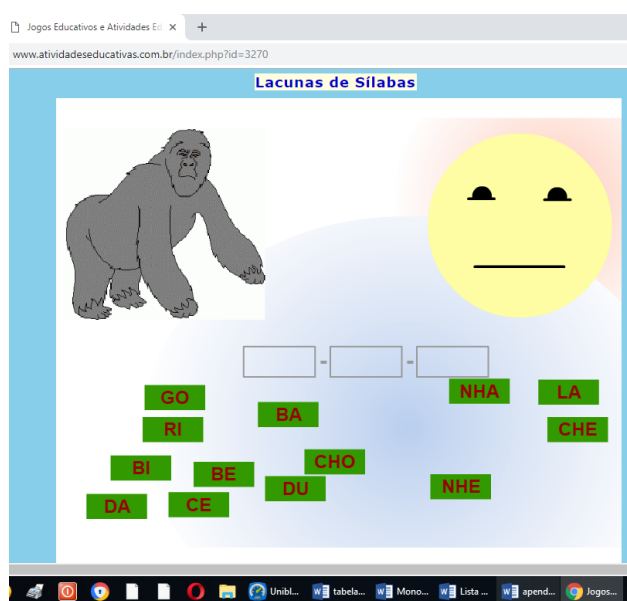 Jogos Educativos e Atividades Ed
www.atividadeseducativas.com.br/index.php?id=3270
Lacunas de Sílabas
- -
GO
BA
NHA
LA
RI
CHE
BI
BE
CHO
DU
NHE
DA
CE
Unibl... tabela... Mono... Lista ... apend... Jogos...